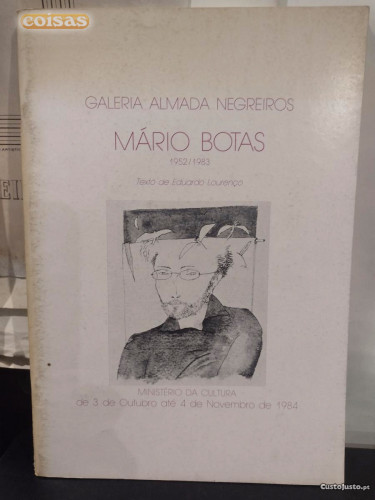 coisas
GALERIA ALMADA NEGREIROS
MÁRIO BOTAS
1952/1983
Texto de Eduardo Lourenço
MINISTÉRIO DA CULTURA
de 3 de Outubro até 4 de Novembro de 1984
CustoJusto.pt